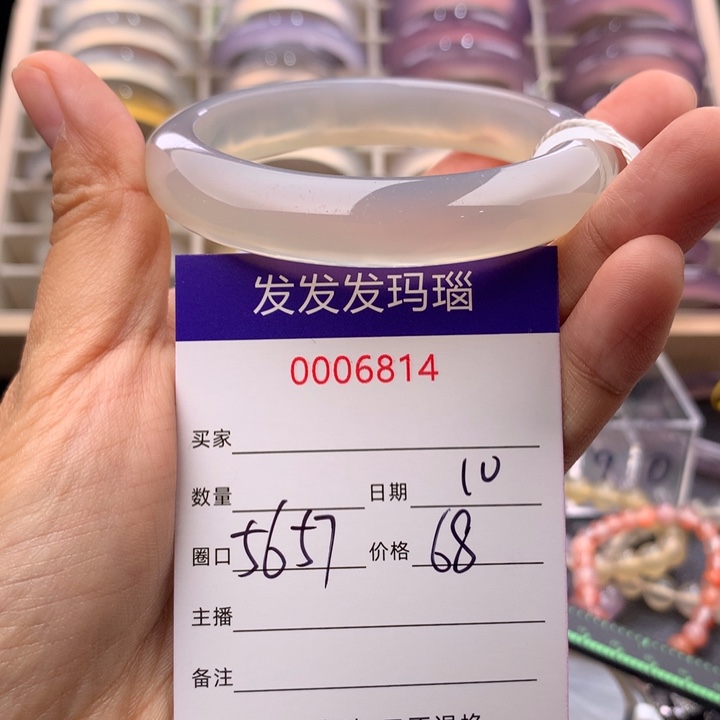 发发发玛瑙
0006814
买家
数量 日期 10
圈口 5657 价格 68
主播
备注